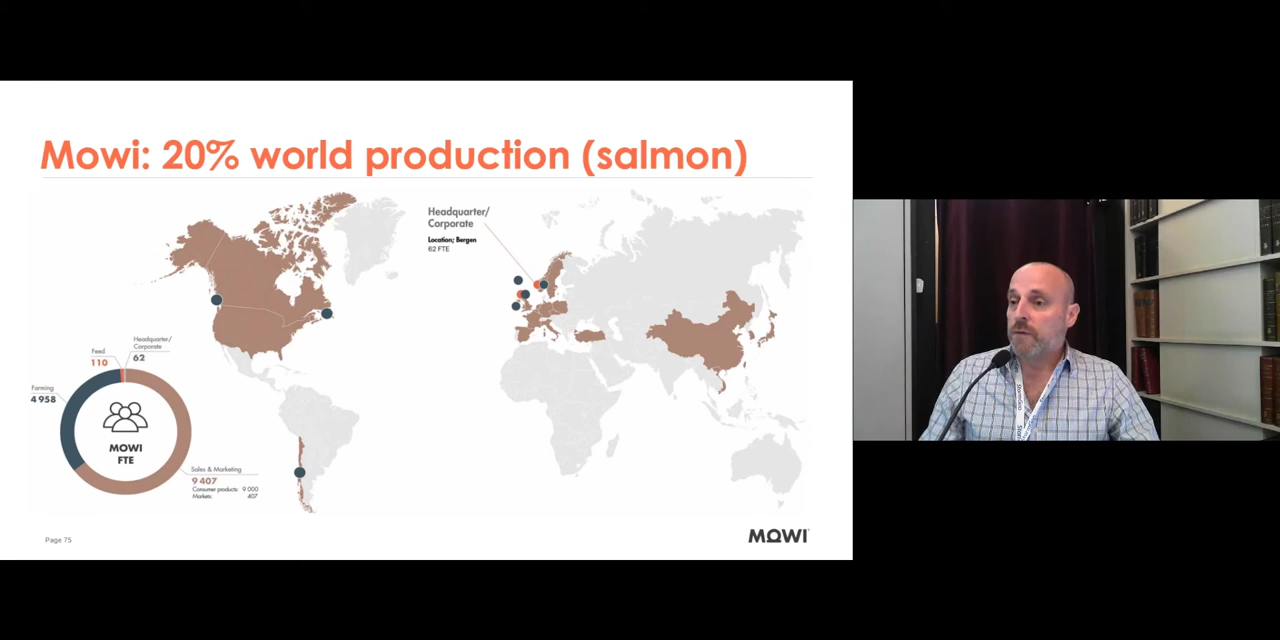 Mowi: 20% world production (salmon)
Headquarter/
Corporate
Location; Bergen
62 FTE
Headquarter/
Corporate
62
Feed
110
Farming
4 958
MOWI
FTE
Sales & Marketing
9 407
Consumer products: 9 000
Markets: 407
Page 75
MOWI